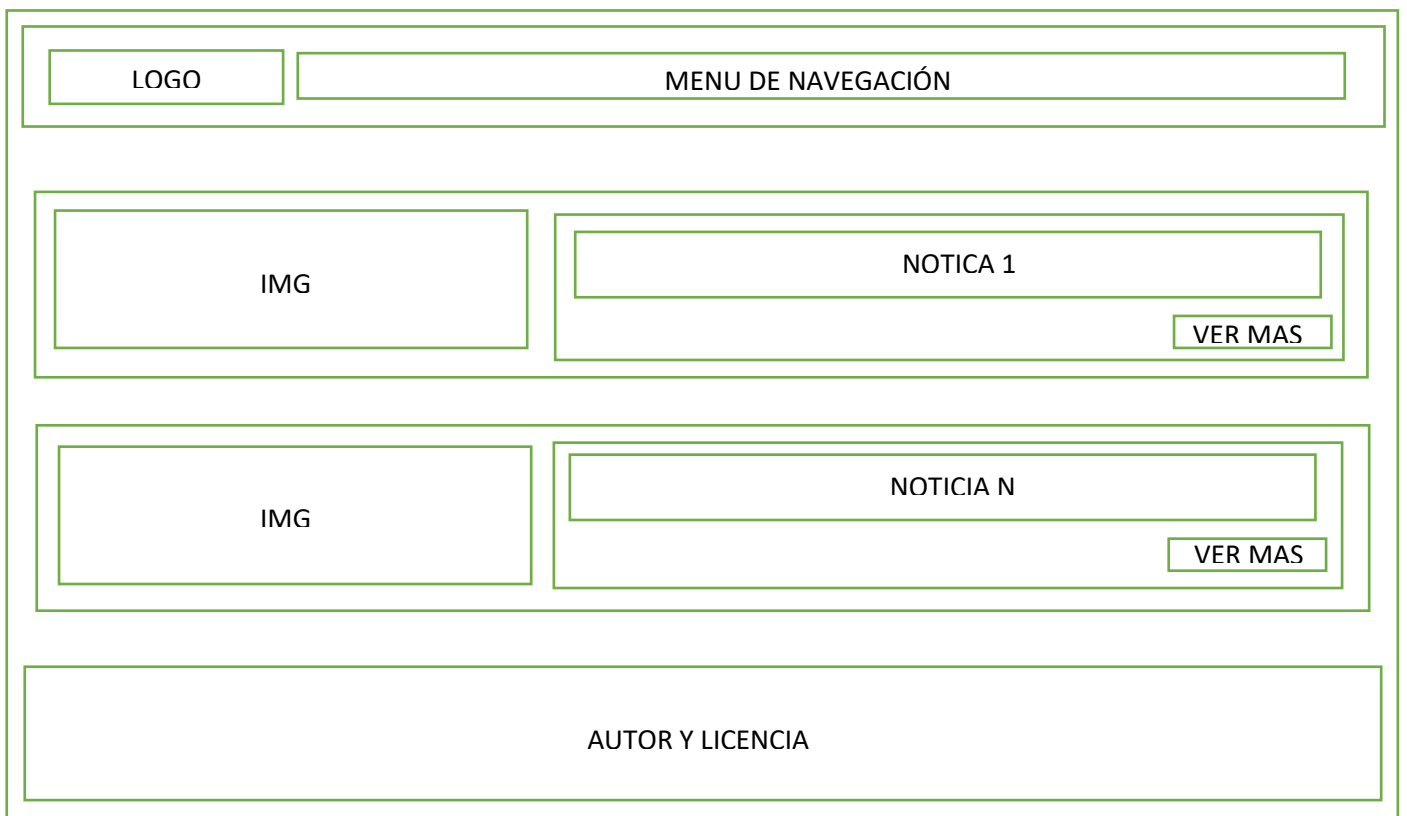 LOGO
MENU DE NAVEGACIÓN
IMG
NOTICA 1
VER MAS
IMG
NOTICIA N
VER MAS
AUTOR Y LICENCIA